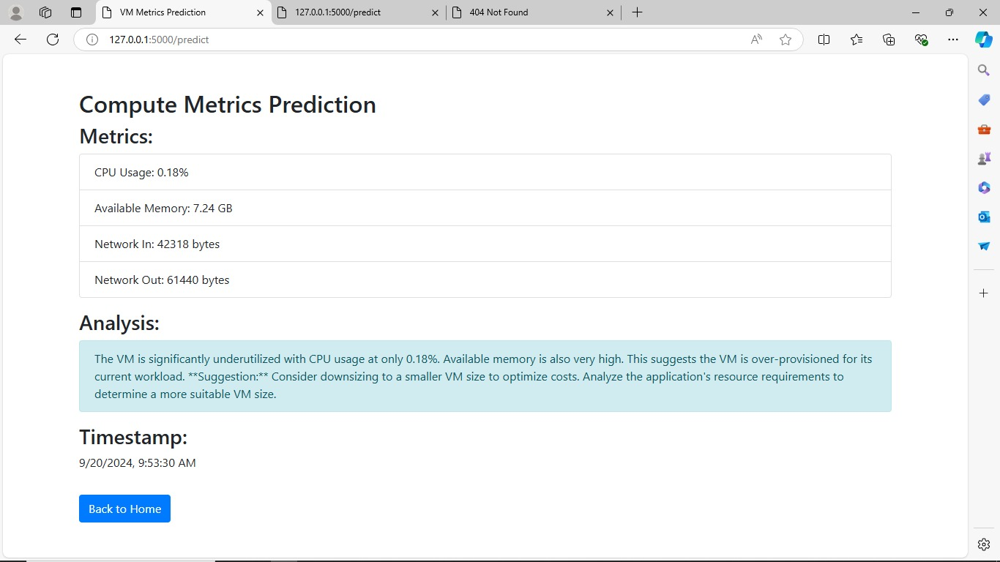 VM Metrics Prediction
127.0.0.1:5000/predict
404 Not Found
127.0.0.1:5000/predict
Compute Metrics Prediction
Metrics:
CPU Usage: 0.18%
Available Memory: 7.24 GB
Network In: 42318 bytes
Network Out: 61440 bytes
Analysis:
The VM is significantly underutilized with CPU usage at only 0.18%. Available memory is also very high. This suggests the VM is over-provisioned for its
current workload. **Suggestion:** Consider downsizing to a smaller VM size to optimize costs. Analyze the application's resource requirements to
determine a more suitable VM size.
Timestamp:
9/20/2024, 9:53:30 AM
Back to Home